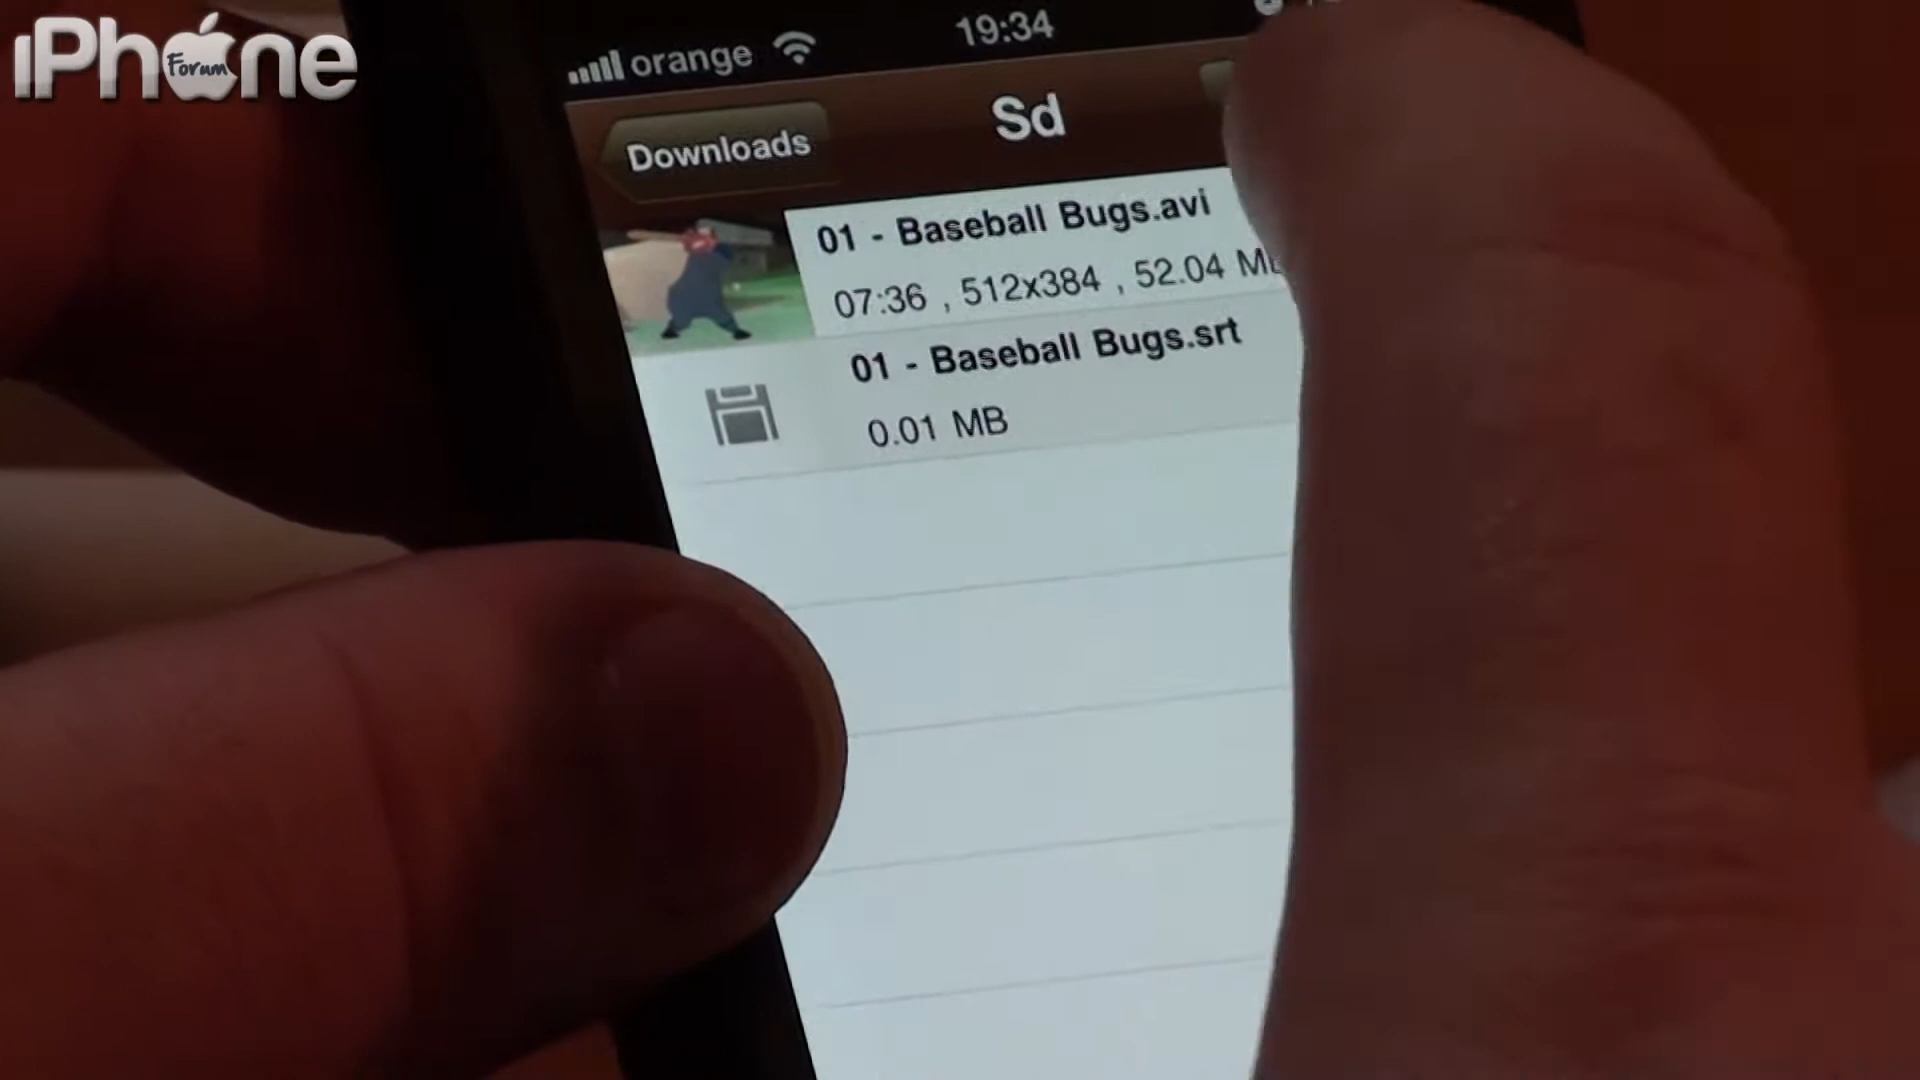 iPhone
Forum
orange
19:34
Downloads
Sd
01 - Baseball Bugs.avi
07:36 , 512x384 , 52.04
01 - Baseball Bugs.srt
0.01 MB